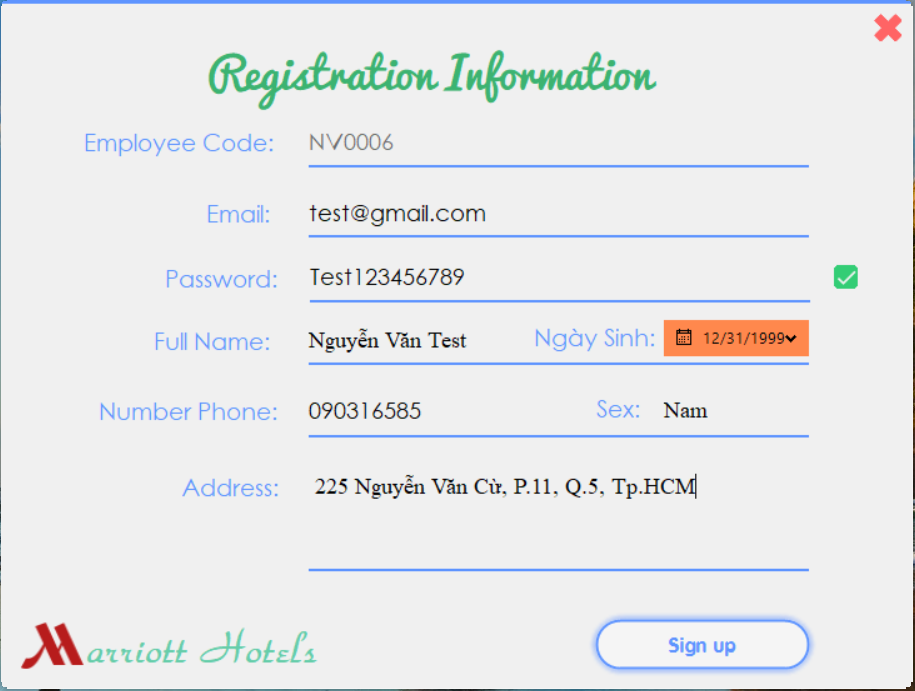 Registration Information
Employee Code: NV0006
Email: test@gmail.com
Password: Test123456789
Full Name: Nguyễn Văn Test Ngày Sinh: 12/31/1999
Number Phone: 090316585 Sex: Nam
Address: 225 Nguyễn Văn Cừ, P.11, Q.5, Tp.HCM
Marriott Hotel's Sign up